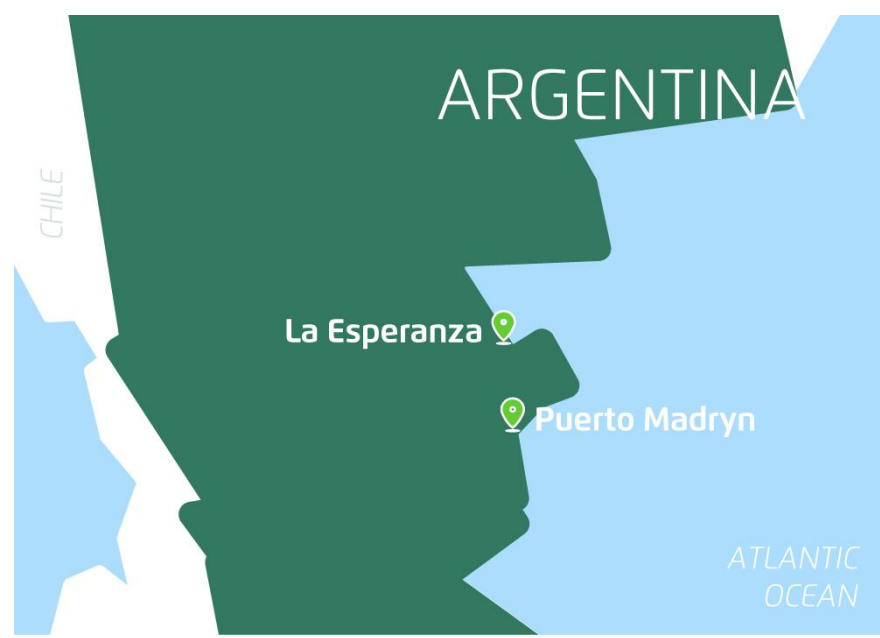 ARGENTINA
CHILE
La Esperanza
Puerto Madryn
ATLANTIC
OCEAN